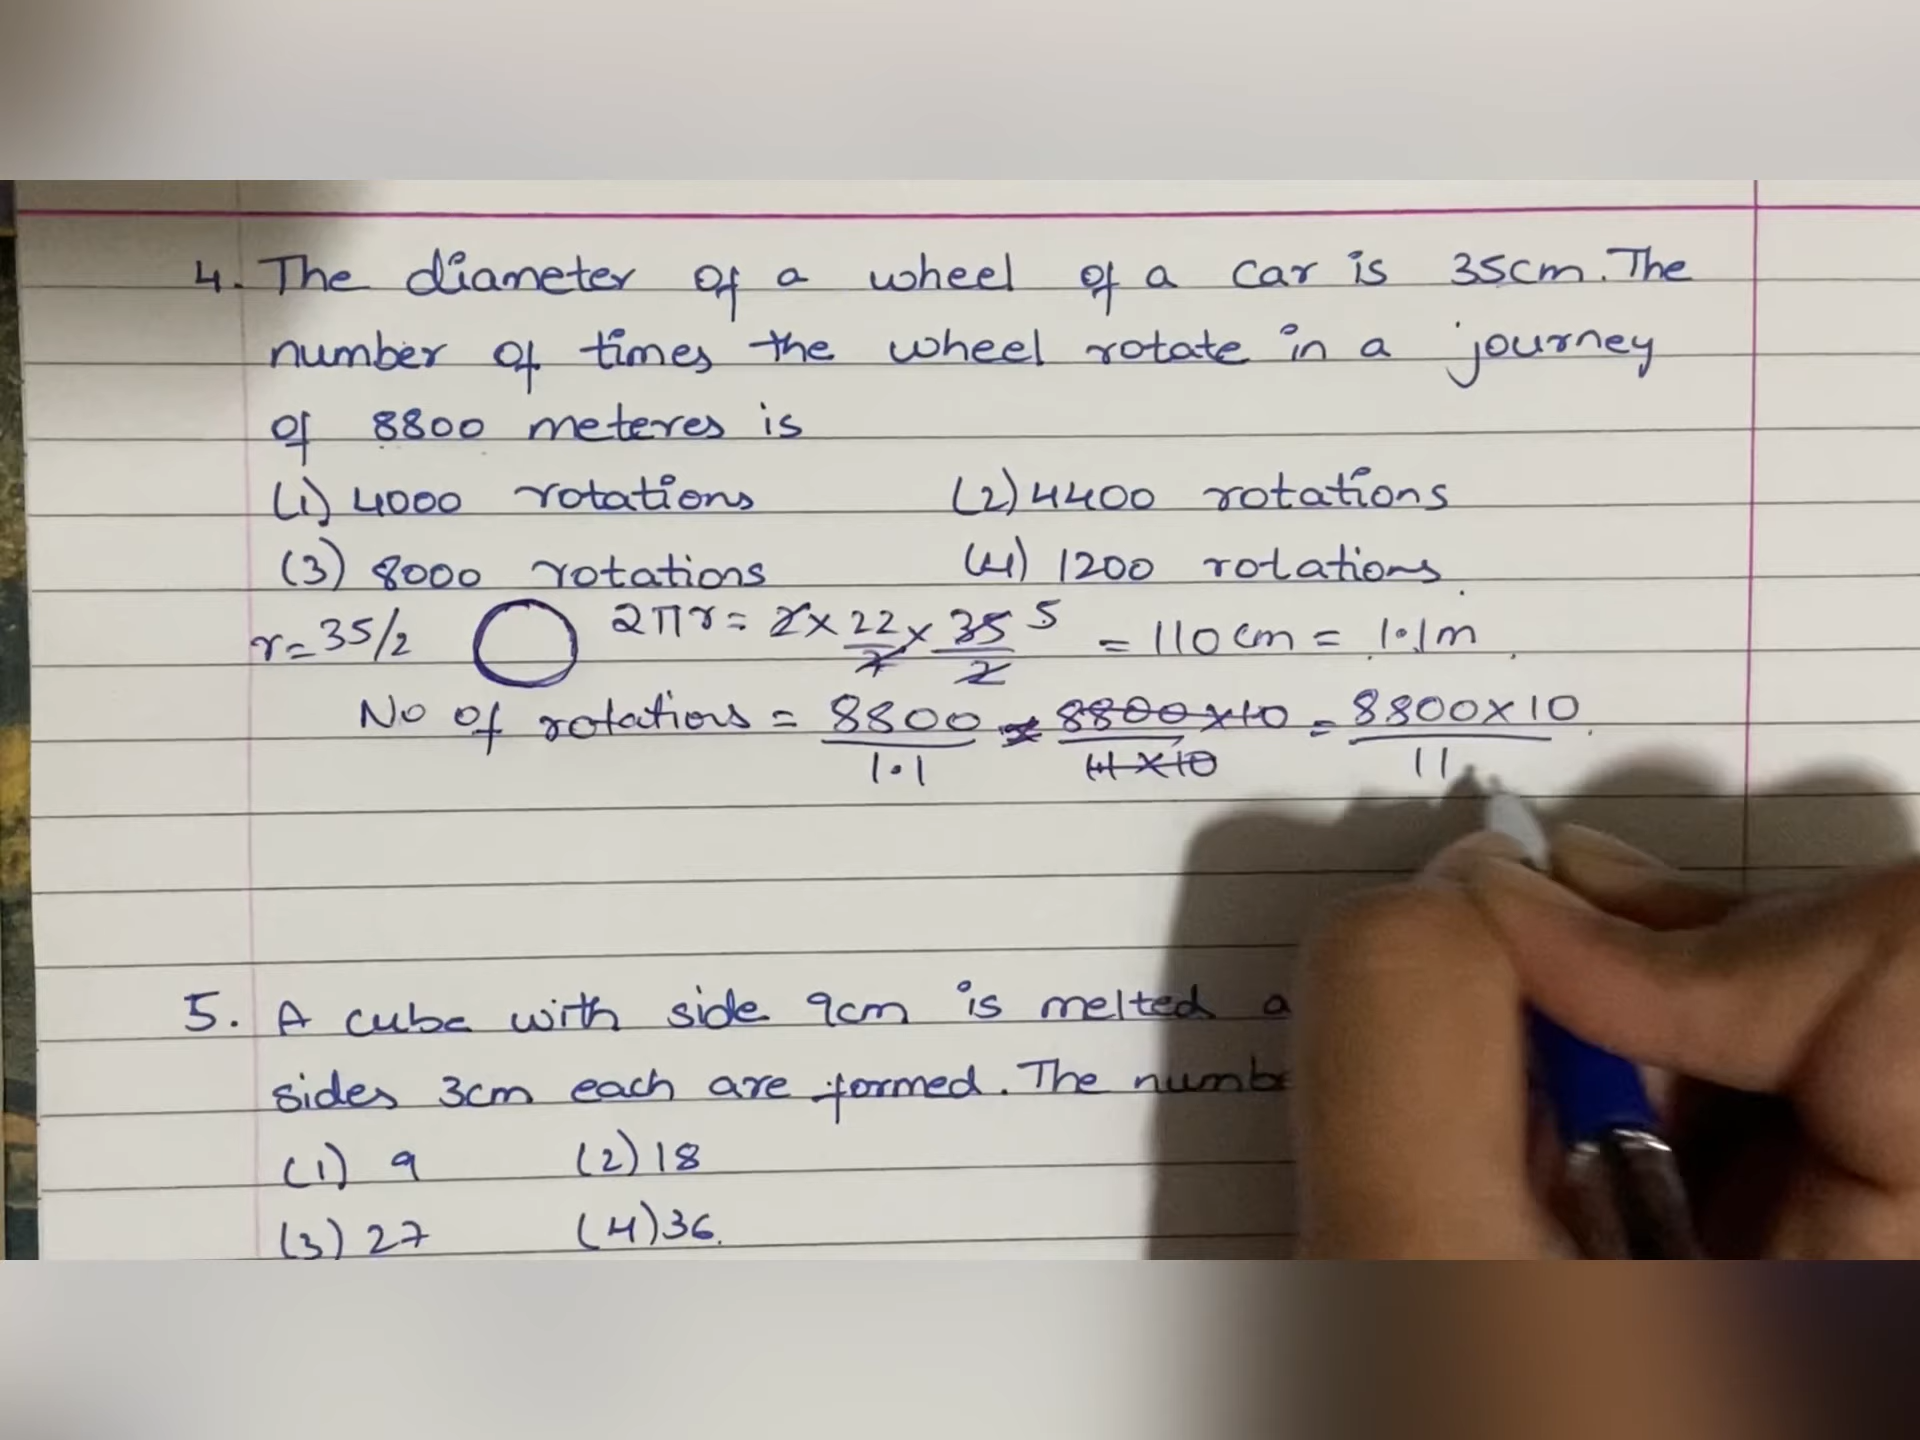 4. The diameter of a wheel of a car is 35cm. The
number of times the wheel rotate in a journey
of 8800 meteres is
(1) 4000 rotations (2) 4400 rotations
(3) 8000 rotations (4) 1200 rotations.
r = 35/2 2πr = 2 × 22/7 × 35/2 5 = 110 cm = 1.1m
No of rotations = 8800/1.1 = 8800×10/11×10 = 8800×10/11
5. A cube with side 9cm is melted a
sides 3cm each are formed. The numbe
(1) 9 (2) 18
(3) 27 (4) 36.